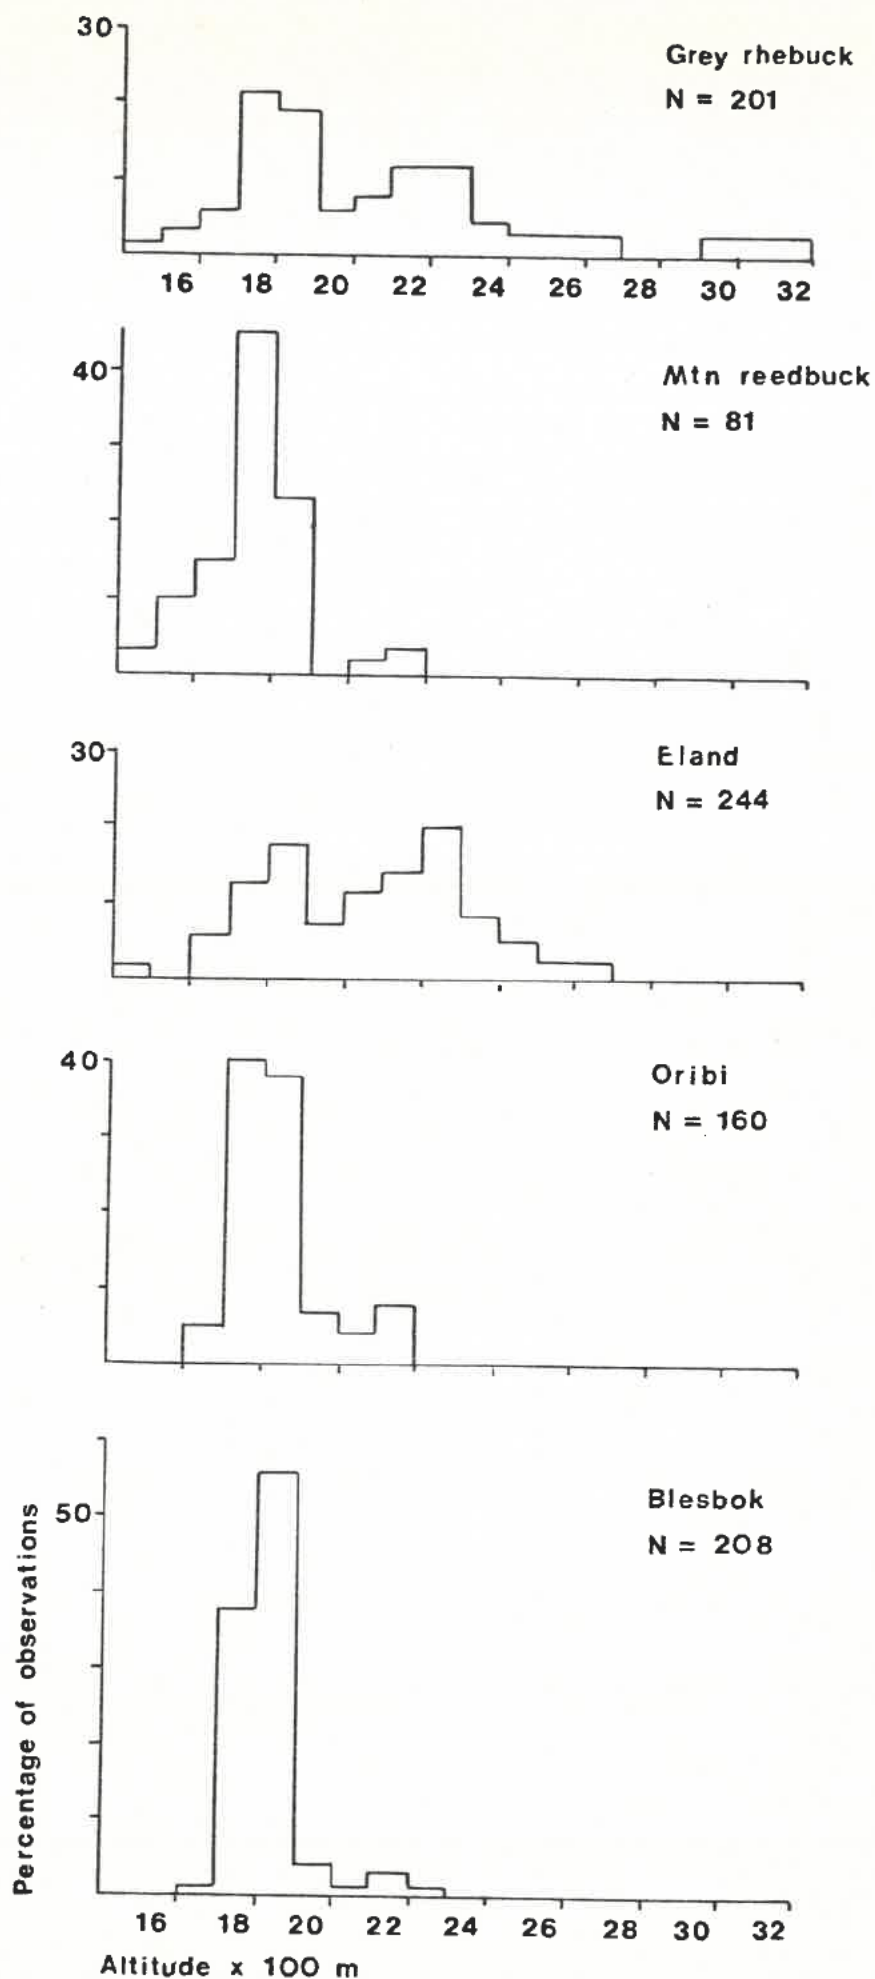 30
Grey rhebuck
N = 201
16 18 20 22 24 26 28 30 32
40
Mtn reedbuck
N = 81
30
Eland
N = 244
40
Oribi
N = 160
50
Blesbok
N = 208
Percentage of observations
16 18 20 22 24 26 28 30 32
Altitude x 100 m